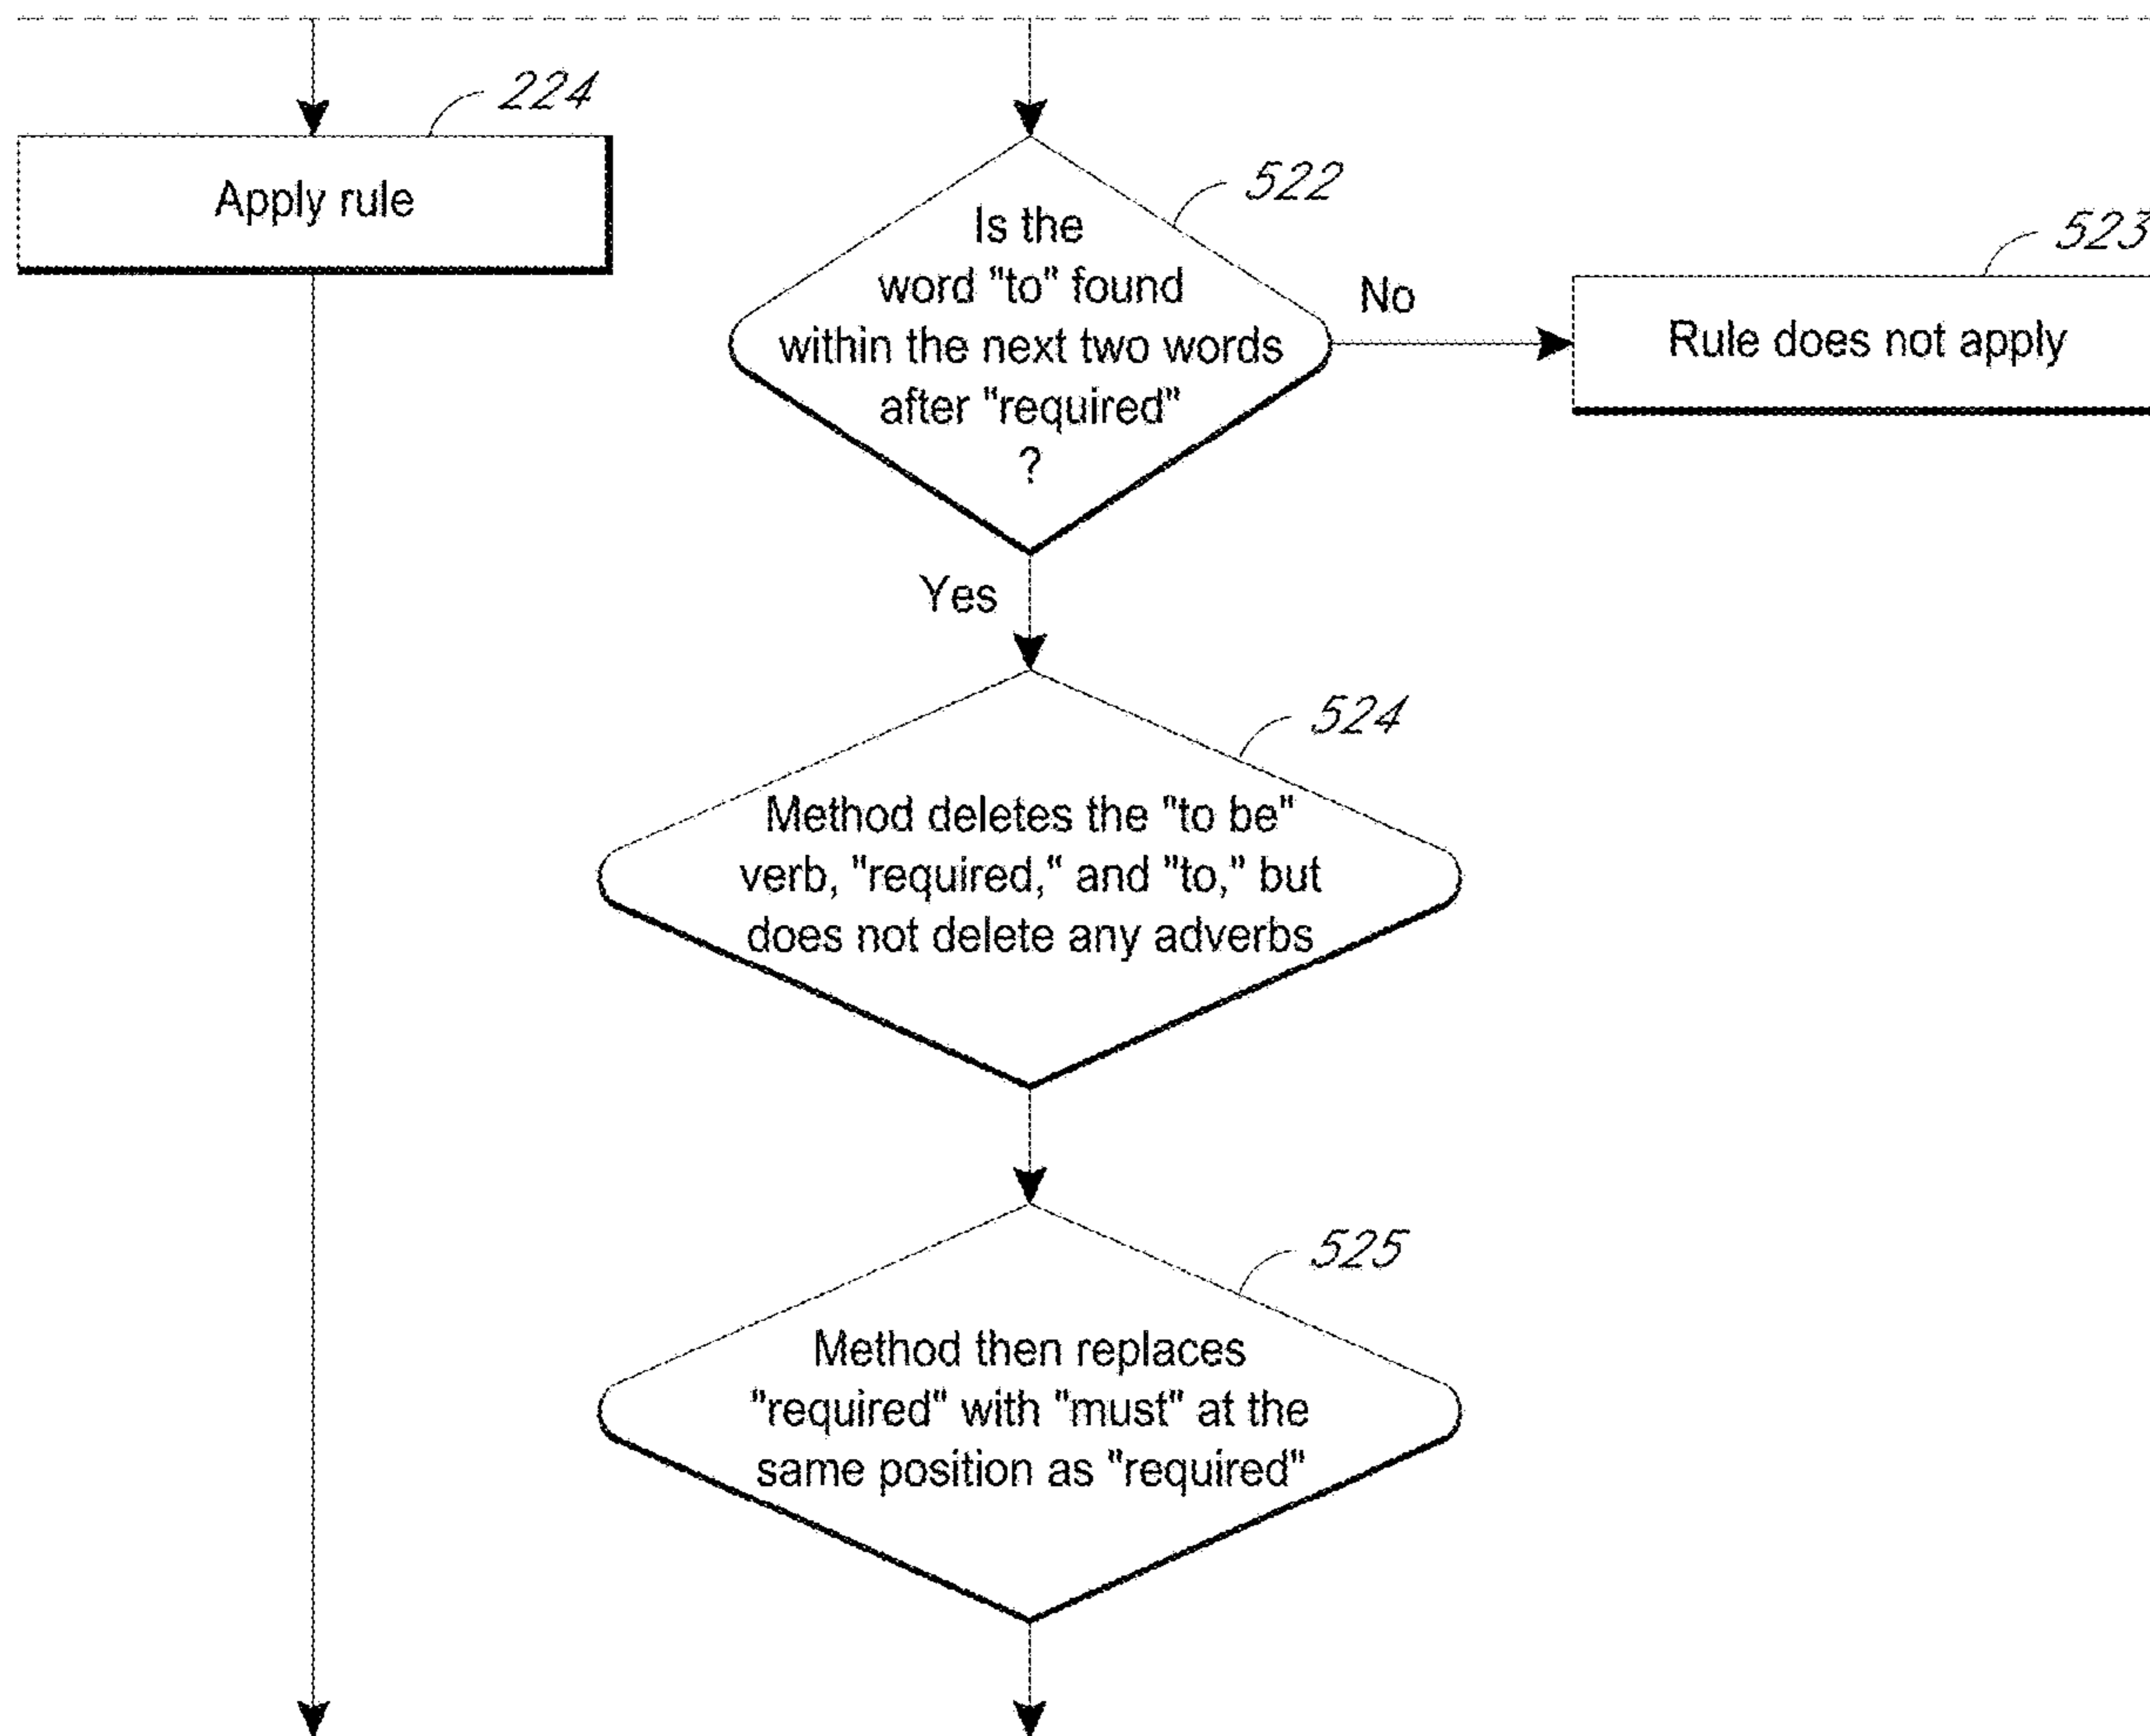 224
Apply rule
522
Is the
word "to" found
within the next two words
after "required"
?
No
523
Rule does not apply
Yes
524
Method deletes the "to be"
verb, "required," and "to," but
does not delete any adverbs
525
Method then replaces
"required" with "must" at the
same position as "required"